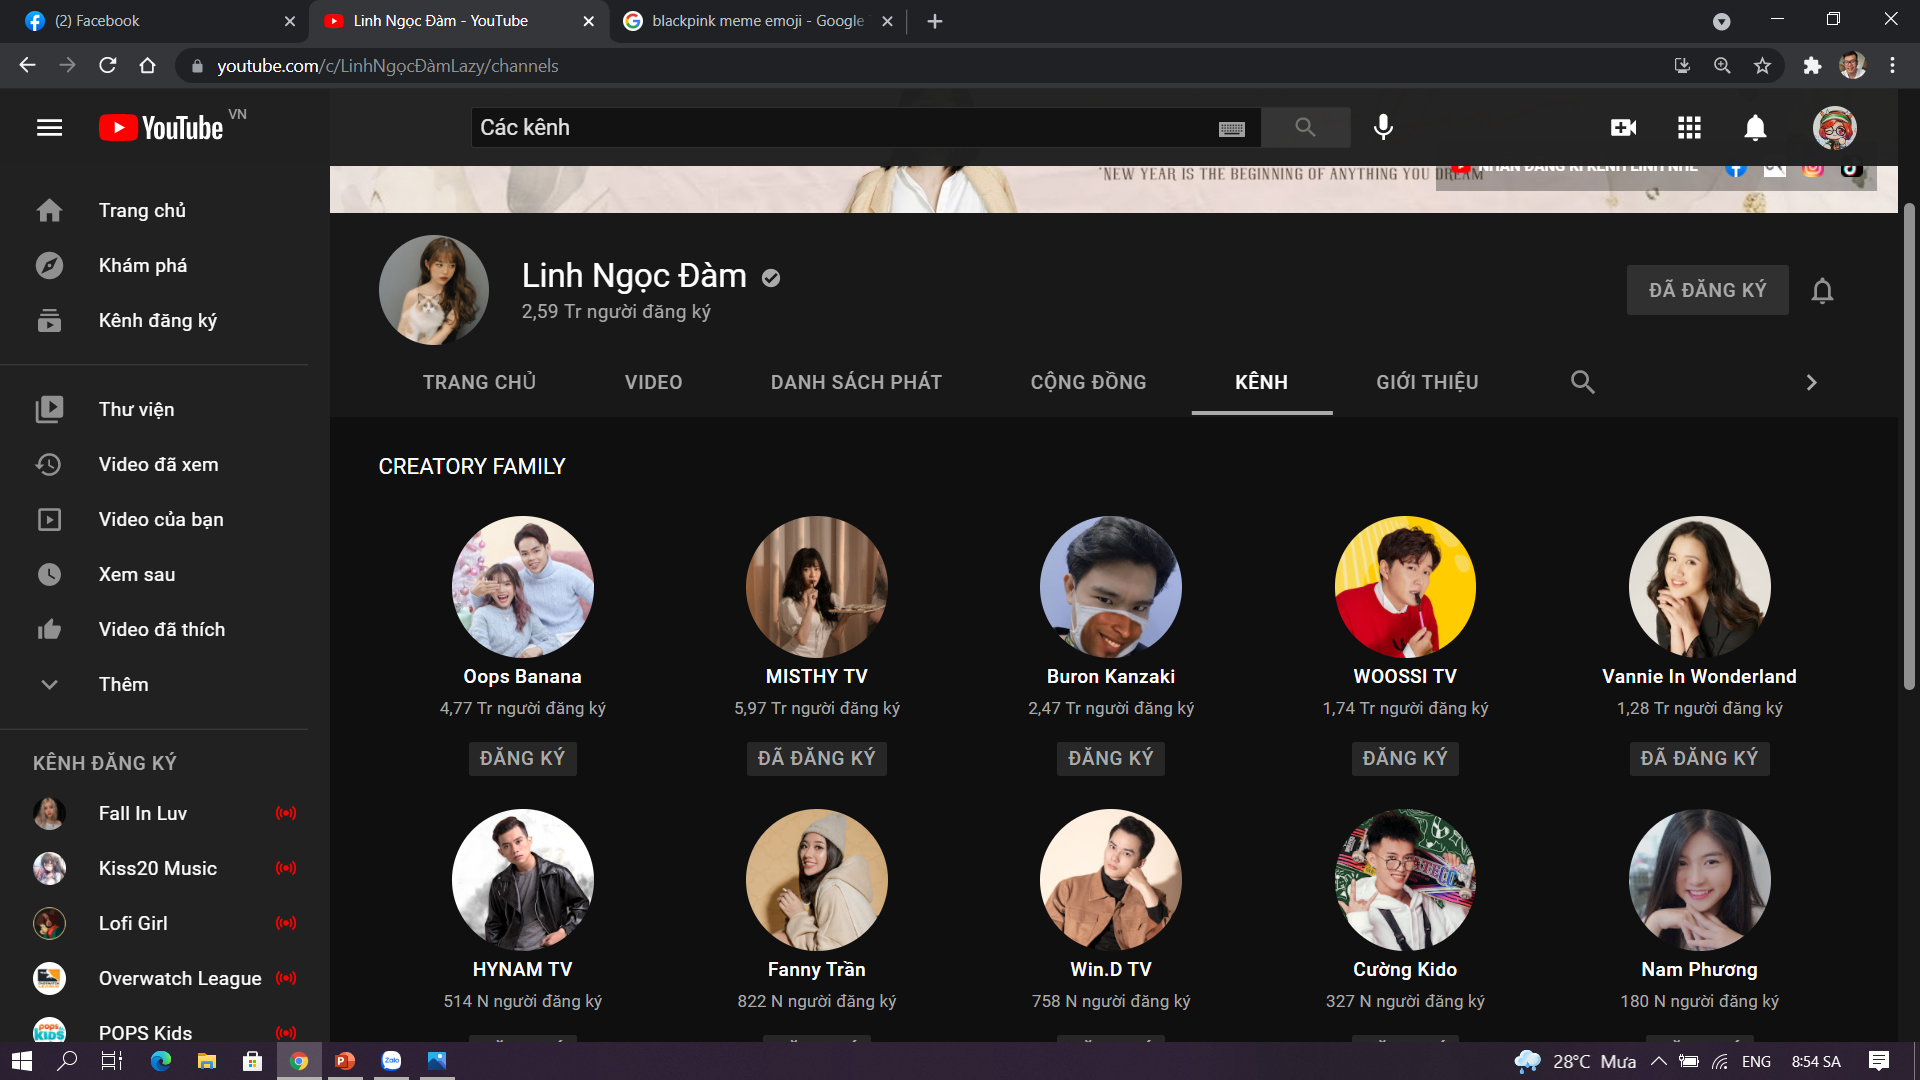 (2) Facebook
Linh Ngọc Đàm - YouTube
blackpink meme emoji - Google
youtube.com/c/LinhNgọcĐàmLazy/channels
YouTube VN
Các kênh
"NEW YEAR IS THE BEGINNING OF ANYTHING YOU DREAM
NHẤN ĐĂNG KÍ KÊNH LINH NHÉ
Trang chủ
Khám phá
Kênh đăng ký
Thư viện
Video đã xem
Video của bạn
Xem sau
Video đã thích
Thêm
KÊNH ĐĂNG KÝ
Fall In Luv
Kiss20 Music
Lofi Girl
Overwatch League
POPS Kids
Linh Ngọc Đàm
2,59 Tr người đăng ký
ĐÃ ĐĂNG KÝ
TRANG CHỦ
VIDEO
DANH SÁCH PHÁT
CỘNG ĐỒNG
KÊNH
GIỚI THIỆU
CREATORY FAMILY
Oops Banana
4,77 Tr người đăng ký
ĐĂNG KÝ
MISTHY TV
5,97 Tr người đăng ký
ĐÃ ĐĂNG KÝ
Buron Kanzaki
2,47 Tr người đăng ký
ĐĂNG KÝ
WOOSSI TV
1,74 Tr người đăng ký
ĐĂNG KÝ
Vannie In Wonderland
1,28 Tr người đăng ký
ĐÃ ĐĂNG KÝ
HYNAM TV
514 N người đăng ký
Fanny Trần
822 N người đăng ký
Win.D TV
758 N người đăng ký
Cường Kido
327 N người đăng ký
Nam Phương
180 N người đăng ký
Zalo
28°C Mưa
ENG
8:54 SA